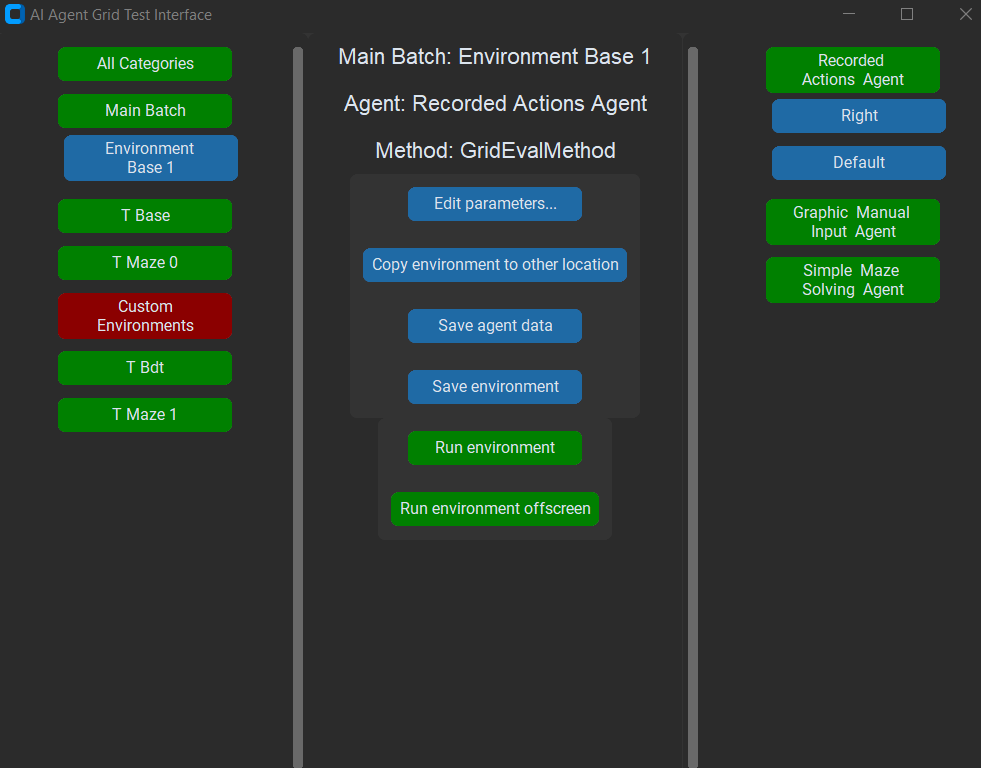 AI Agent Grid Test Interface
All Categories
Main Batch
Environment
Base 1
T Base
T Maze 0
Custom
Environments
T Bdt
T Maze 1
Main Batch: Environment Base 1
Agent: Recorded Actions Agent
Method: GridEvalMethod
Edit parameters...
Copy environment to other location
Save agent data
Save environment
Run environment
Run environment offscreen
Recorded
Actions Agent
Right
Default
Graphic Manual
Input Agent
Simple Maze
Solving Agent